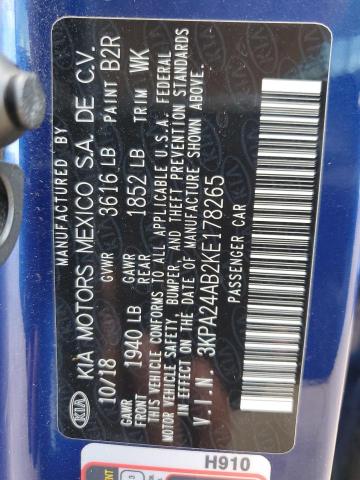 MANUFACTURED BY
KIA KIA MOTORS MEXICO S.A. DE C.V.
10/18 GVWR 3616 LB PAINT B2R
GAWR FRONT 1940 LB GAWR REAR 1852 LB TRIM WK
THIS VEHICLE CONFORMS TO ALL APPLICABLE U.S.A. FEDERAL
MOTOR VEHICLE SAFETY, BUMPER, AND THEFT PREVENTION STANDARDS
IN EFFECT ON THE DATE OF MANUFACTURE SHOWN ABOVE.
V.I.N. 3KPA24AB2KE178265
PASSENGER CAR
H910